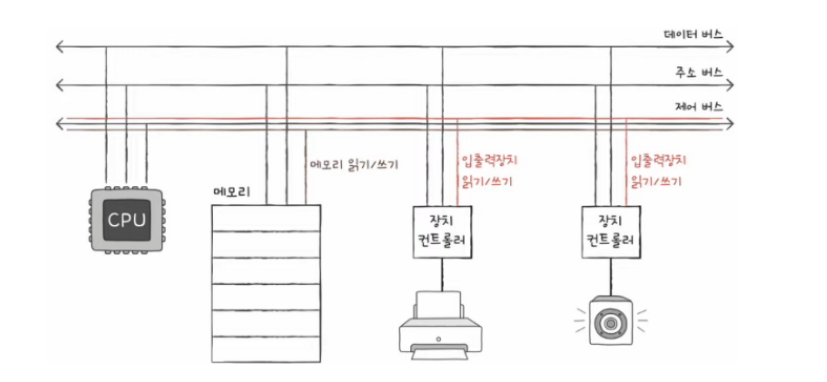 데이터 버스
주소 버스
제어 버스
메모리 읽기/쓰기
입출력장치
읽기/쓰기
입출력장치
읽기/쓰기
메모리
CPU
장치
컨트롤러
장치
컨트롤러